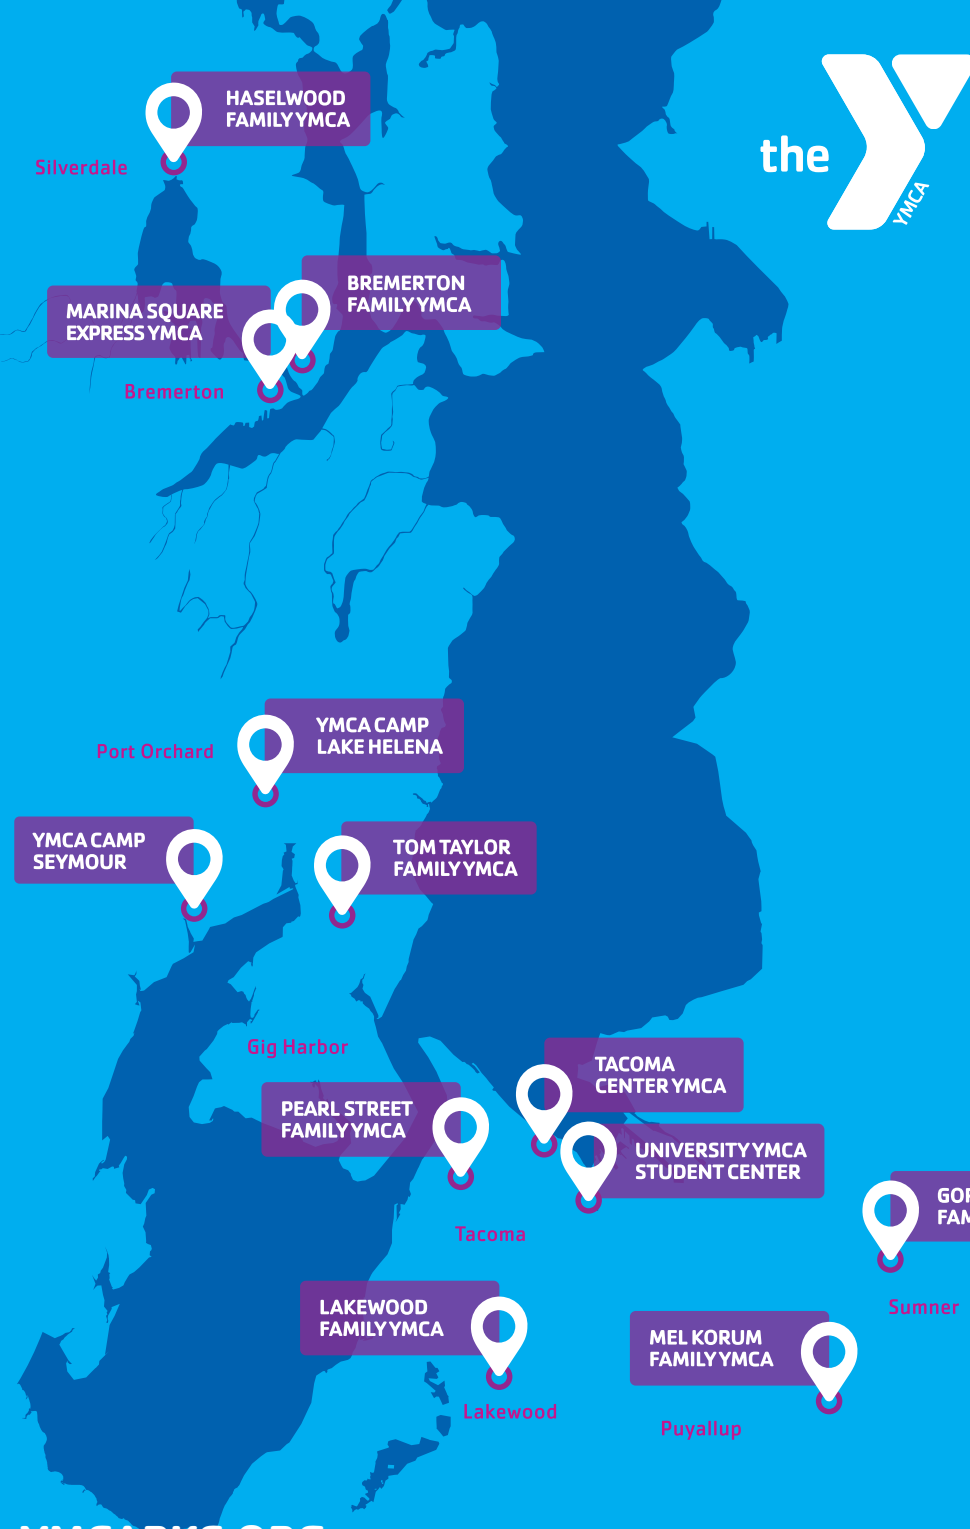 HASELWOOD
FAMILY YMCA
the
YMCA
Silverdale
BREMERTON
FAMILY YMCA
MARINA SQUARE
EXPRESS YMCA
Bremerton
YMCA CAMP
LAKE HELENA
Port Orchard
YMCA CAMP
SEYMOUR
TOM TAYLOR
FAMILY YMCA
Gig Harbor
TACOMA
CENTER YMCA
PEARL STREET
FAMILY YMCA
UNIVERSITY YMCA
STUDENT CENTER
Tacoma
Sumner
LAKEWOOD
FAMILY YMCA
MEL KORUM
FAMILY YMCA
Lakewood
Puyallup